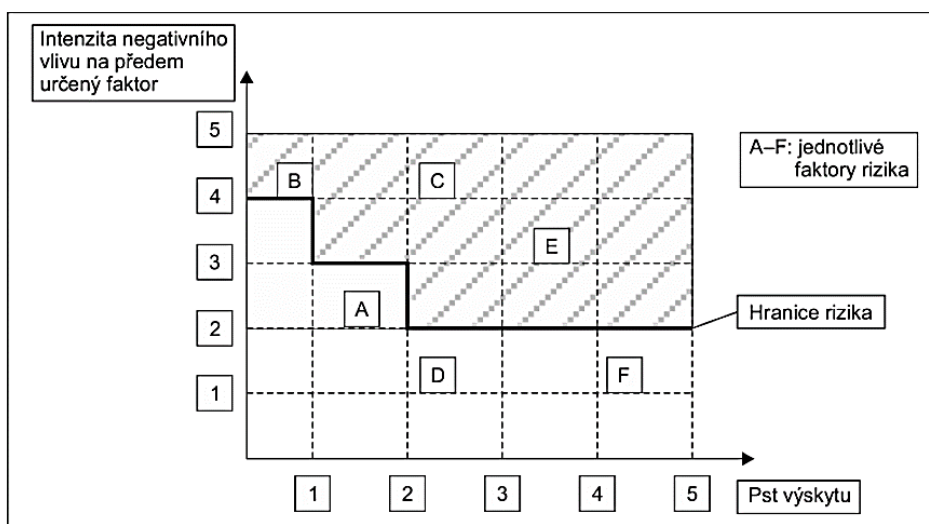 Intenzita negativního
vlivu na předem
určený faktor
5
A–F: jednotlivé
faktory rizika
B
C
4
E
3
A
Hranice rizika
2
D
F
1
1
2
3
4
5
Pst výskytu